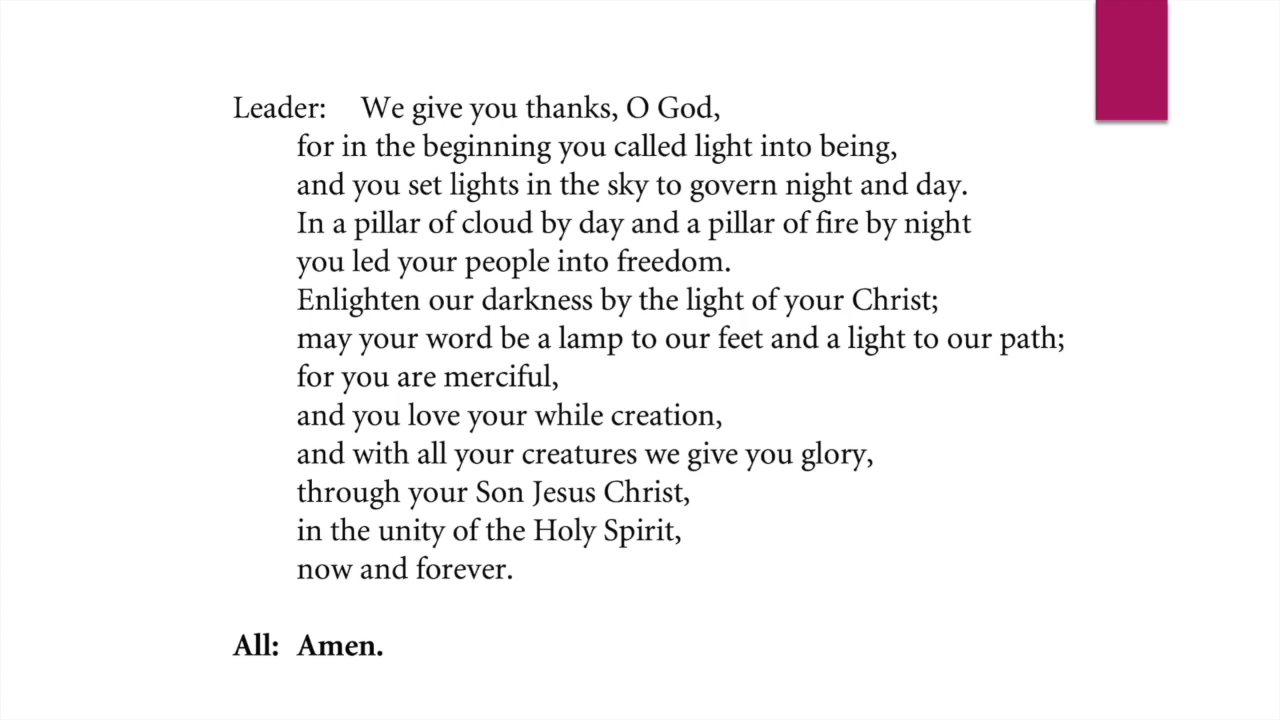 Leader: We give you thanks, O God,
for in the beginning you called light into being,
and you set lights in the sky to govern night and day.
In a pillar of cloud by day and a pillar of fire by night
you led your people into freedom.
Enlighten our darkness by the light of your Christ;
may your word be a lamp to our feet and a light to our path;
for you are merciful,
and you love your while creation,
and with all your creatures we give you glory,
through your Son Jesus Christ,
in the unity of the Holy Spirit,
now and forever.
All: Amen.